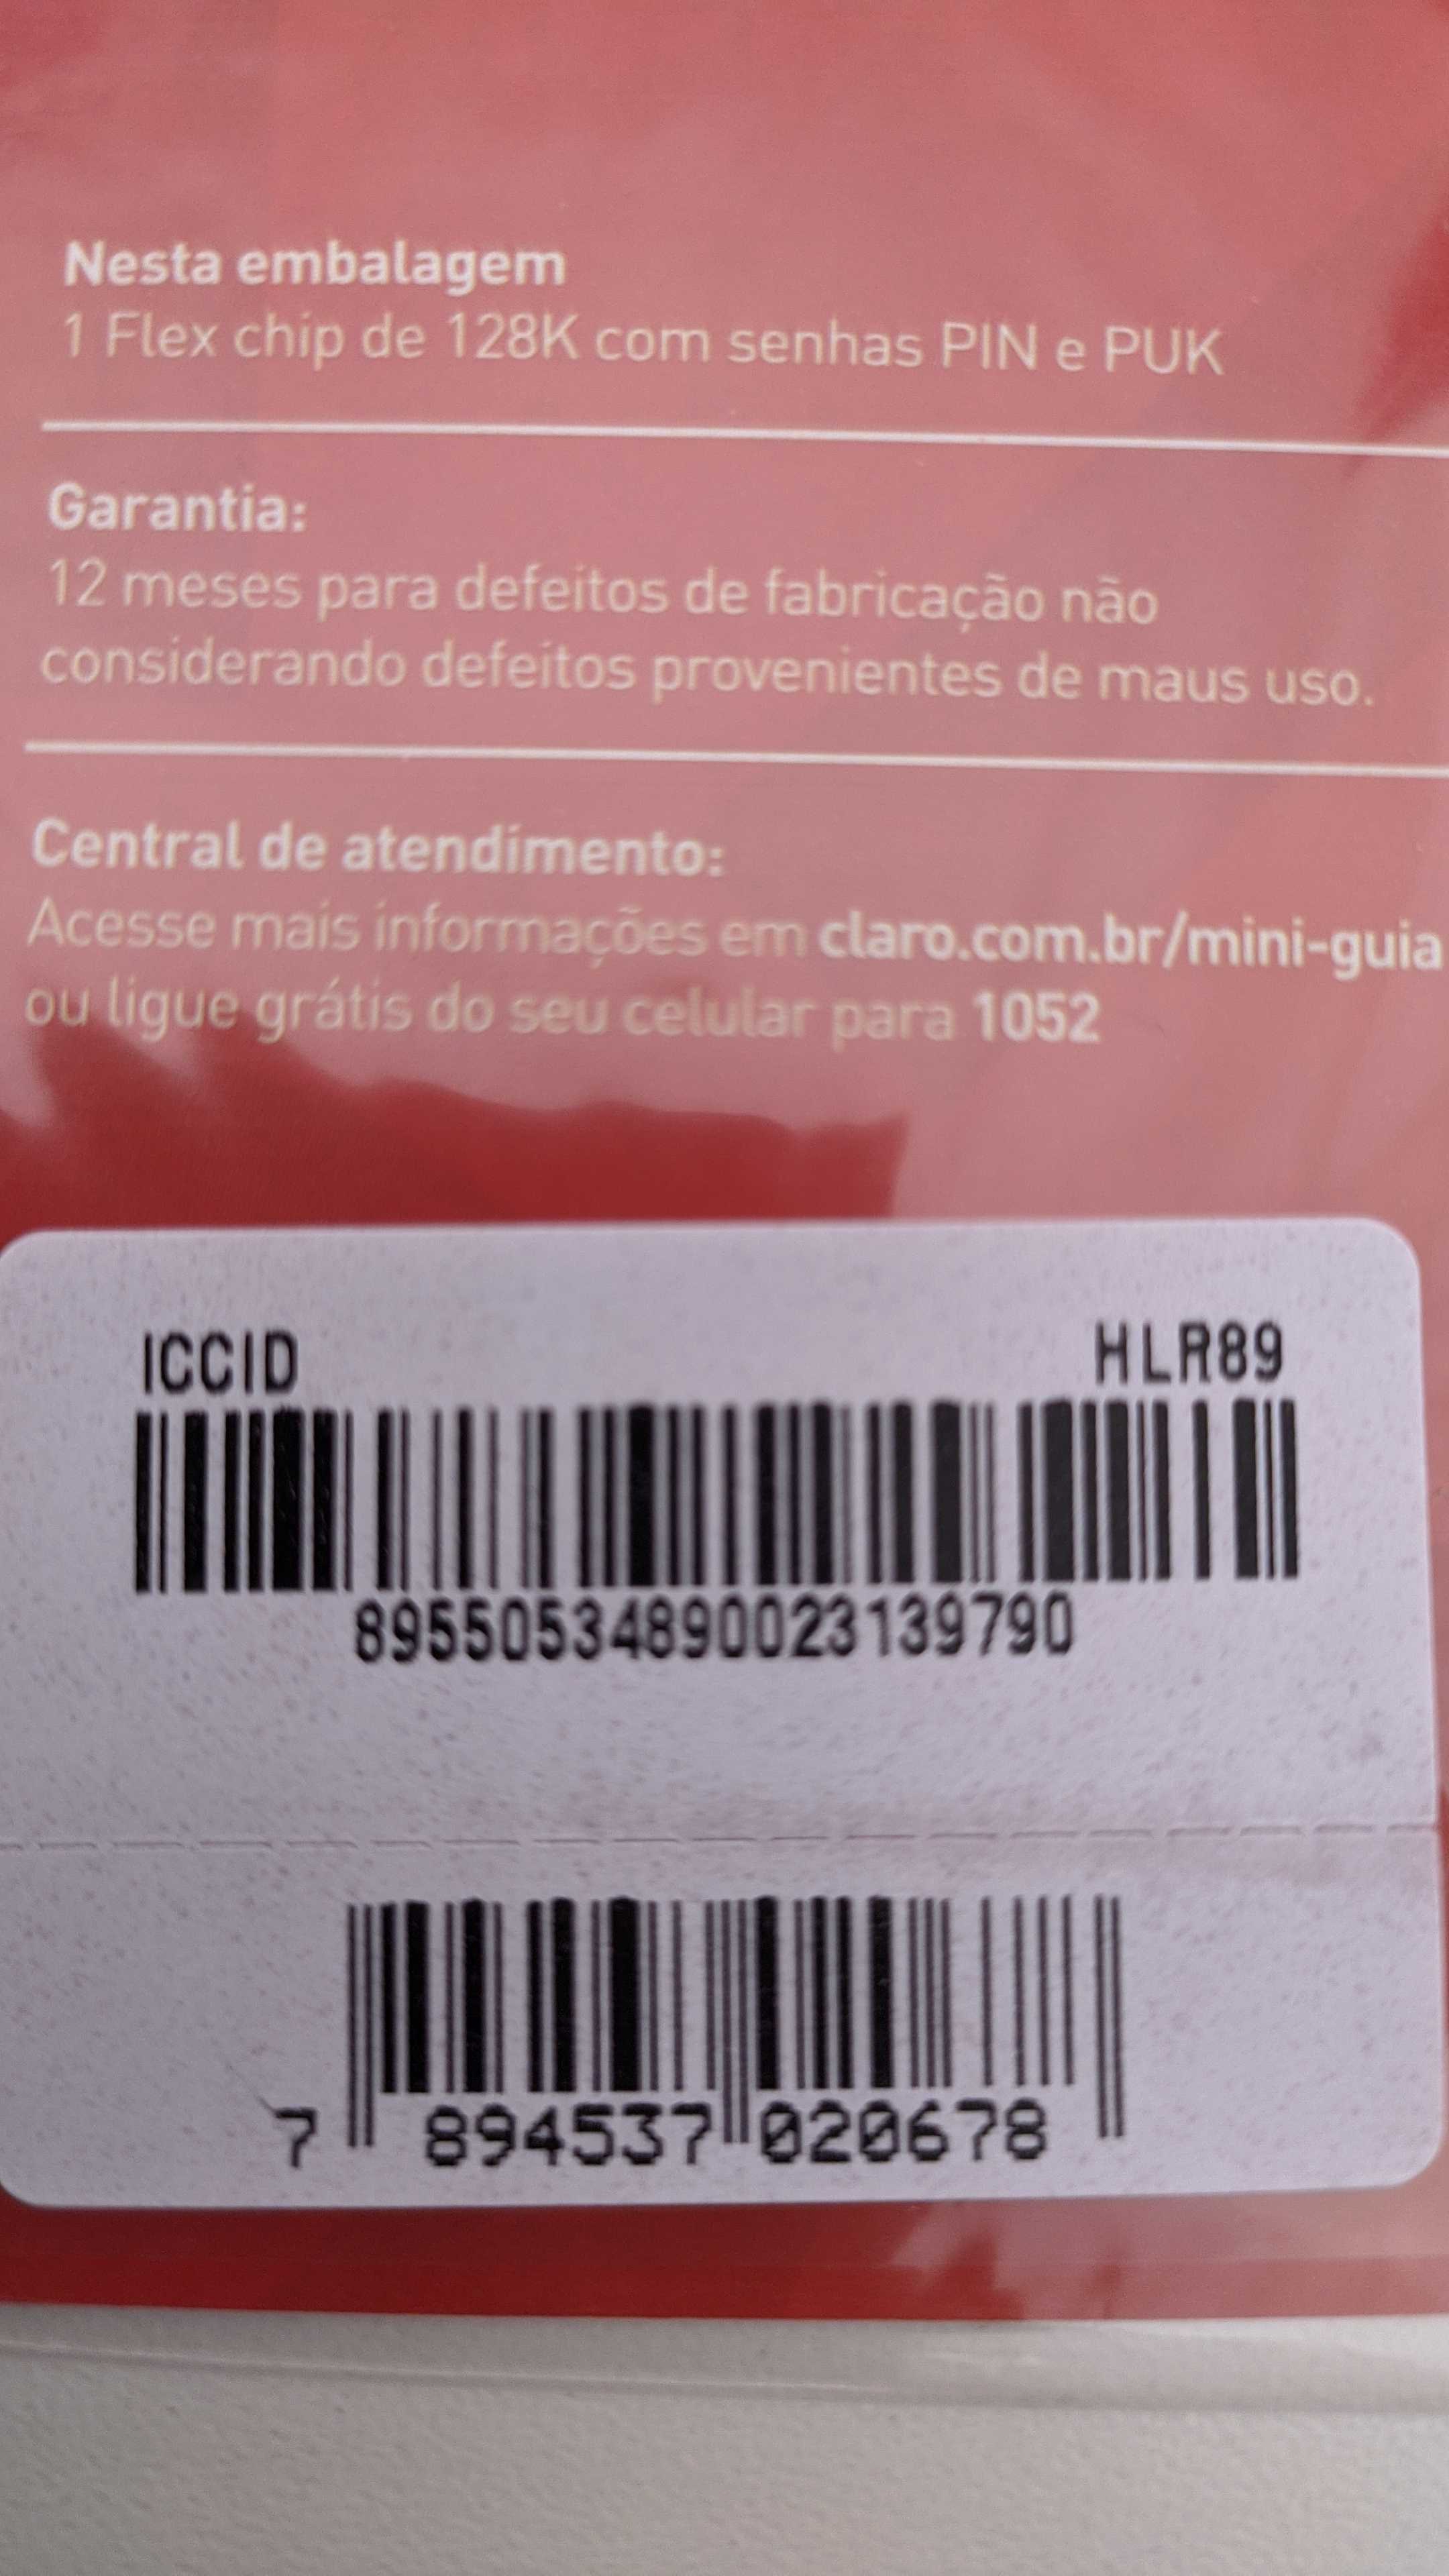 Nesta embalagem
1 Flex chip de 128K com senhas PIN e PUK
Garantia:
12 meses para defeitos de fabricação não
considerando defeitos provenientes de maus uso.
Central de atendimento:
Acesse mais informações em claro.com.br/mini-guia
ou ligue grátis do seu celular para 1052
ICCID HLR89
89550534890023139790
7 894537 020678